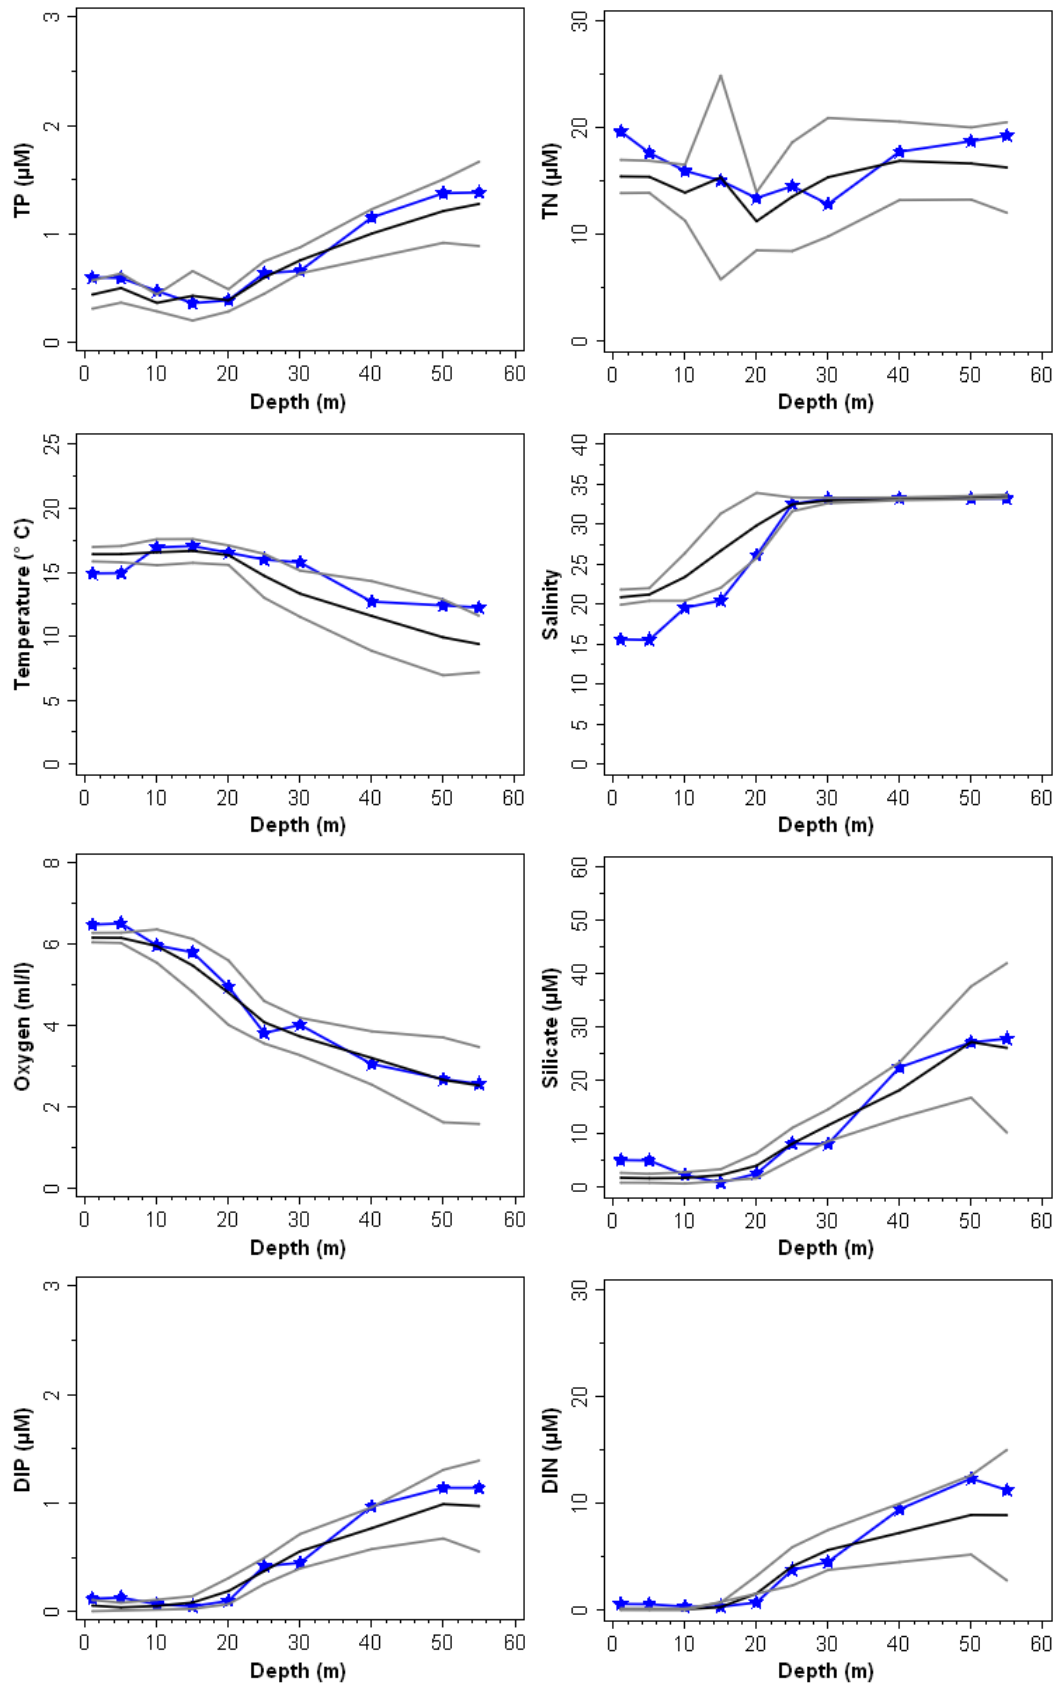 TP (µM)
3
2
1
0
0 10 20 30 40 50 60
Depth (m)
TN (µM)
30
20
10
0
0 10 20 30 40 50 60
Depth (m)
Temperature (° C)
25
20
15
10
5
0
0 10 20 30 40 50 60
Depth (m)
Salinity
40
35
30
25
20
15
10
5
0
0 10 20 30 40 50 60
Depth (m)
Oxygen (ml/l)
8
6
4
2
0
0 10 20 30 40 50 60
Depth (m)
Silicate (µM)
60
50
40
30
20
10
0
0 10 20 30 40 50 60
Depth (m)
DIP (µM)
3
2
1
0
0 10 20 30 40 50 60
Depth (m)
DIN (µM)
30
20
10
0
0 10 20 30 40 50 60
Depth (m)